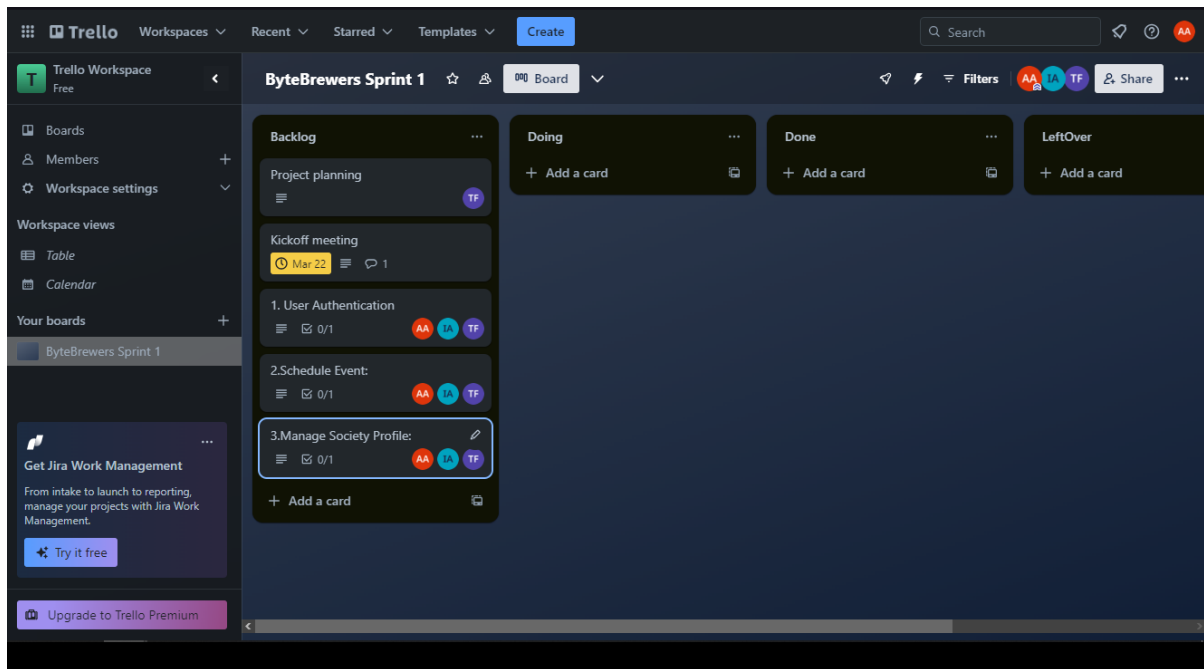 Trello
Workspaces
Recent
Starred
Templates
Create
Search
AA
T
Trello Workspace
Free
ByteBrewers Sprint 1
Board
Filters
AA
IA
TF
Share
Boards
Members
Workspace settings
Workspace views
Table
Calendar
Your boards
ByteBrewers Sprint 1
Get Jira Work Management
From intake to launch to reporting,
manage your projects with Jira Work
Management.
Try it free
Upgrade to Trello Premium
Backlog
Project planning
TF
Kickoff meeting
Mar 22
1
1. User Authentication
0/1
AA
IA
TF
2.Schedule Event:
0/1
AA
IA
TF
3.Manage Society Profile:
0/1
AA
IA
TF
Add a card
Doing
Add a card
Done
Add a card
LeftOver
Add a card